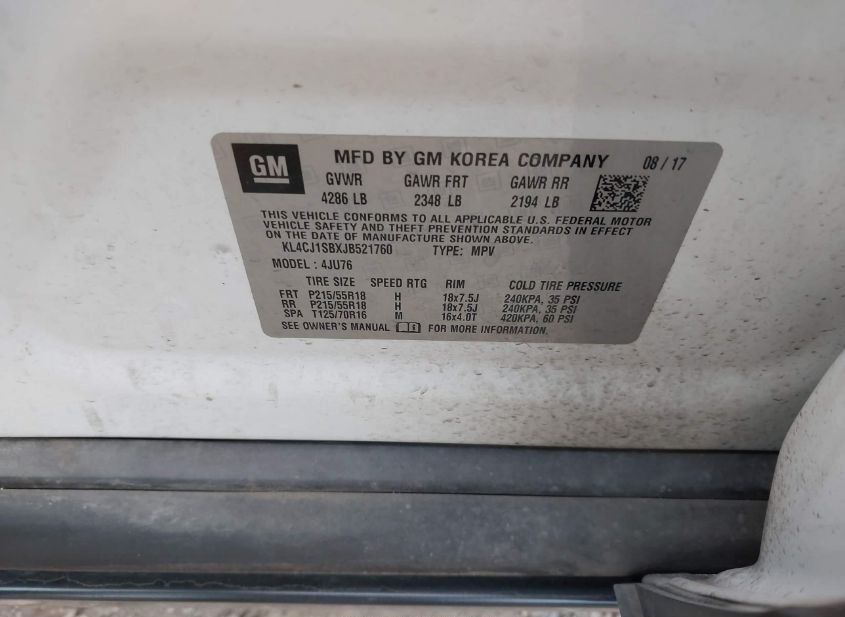 GM MFD BY GM KOREA COMPANY 08 / 17
GVWR GAWR FRT GAWR RR
4286 LB 2348 LB 2194 LB
THIS VEHICLE CONFORMS TO ALL APPLICABLE U.S. FEDERAL MOTOR
VEHICLE SAFETY AND THEFT PREVENTION STANDARDS IN EFFECT
ON THE DATE OF MANUFACTURE SHOWN ABOVE.
KL4CJ1SBXJB521760 TYPE: MPV
MODEL : 4JU76
TIRE SIZE SPEED RTG RIM COLD TIRE PRESSURE
FRT P215/55R18 H 18x7.5J 240KPA, 35 PSI
RR P215/55R18 H 18x7.5J 240KPA, 35 PSI
SPA T125/70R16 M 16x4.0T 420KPA, 60 PSI
SEE OWNER'S MANUAL FOR MORE INFORMATION.